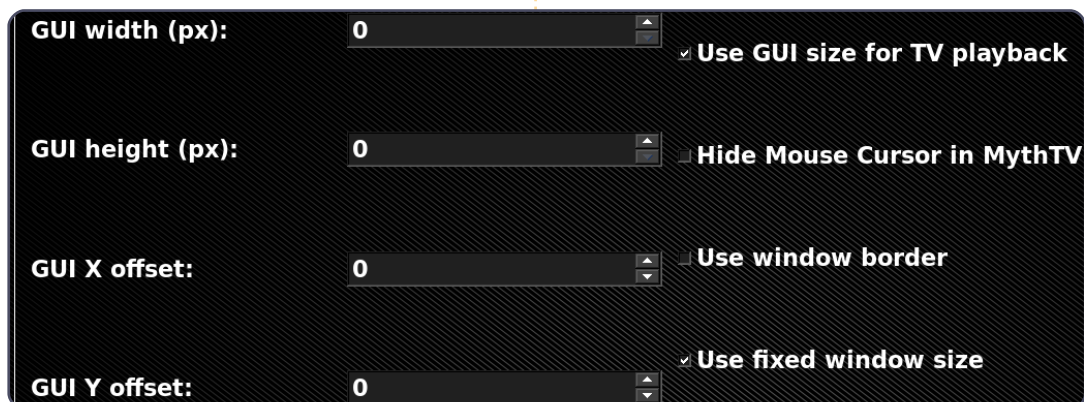 GUI width (px):
0
Use GUI size for TV playback
GUI height (px):
0
Hide Mouse Cursor in MythTV
GUI X offset:
0
Use window border
GUI Y offset:
0
Use fixed window size